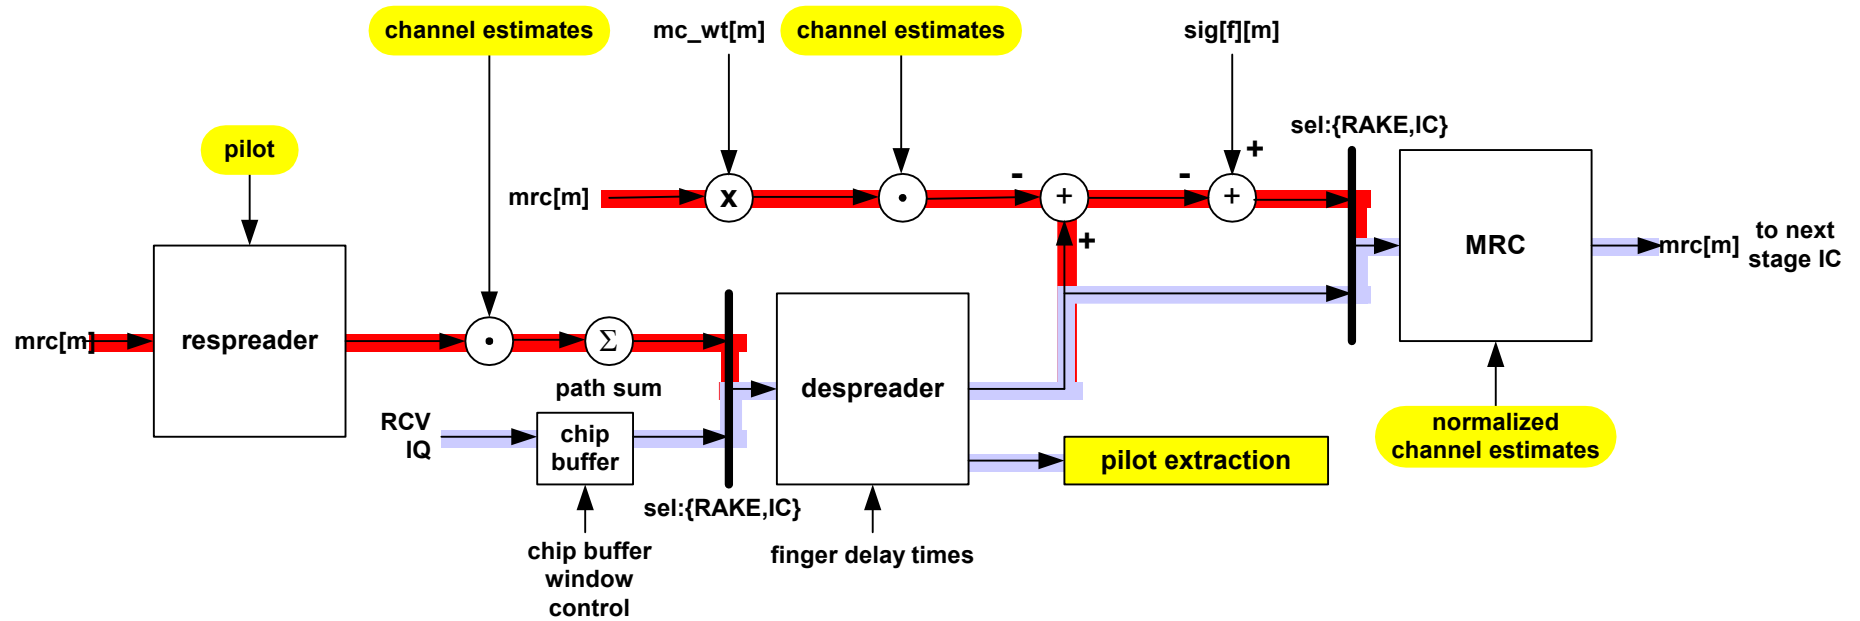 channel estimates
mc_wt[m]
channel estimates
sig[f][m]
sel:{RAKE,IC}
pilot
+
mrc[m]
x
·
-
+
-
+
MRC
mrc[m]
to next
stage IC
+
mrc[m]
respreader
·
Σ
path sum
despreader
RCV
IQ
chip
buffer
pilot extraction
normalized
channel estimates
sel:{RAKE,IC}
chip buffer
window
control
finger delay times